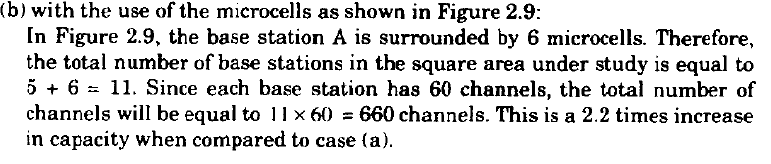 (b) with the use of the microcells as shown in Figure 2.9:
In Figure 2.9, the base station A is surrounded by 6 microcells. Therefore,
the total number of base stations in the square area under study is equal to
5 + 6 = 11. Since each base station has 60 channels, the total number of
channels will be equal to 11 × 60 = 660 channels. This is a 2.2 times increase
in capacity when compared to case (a).